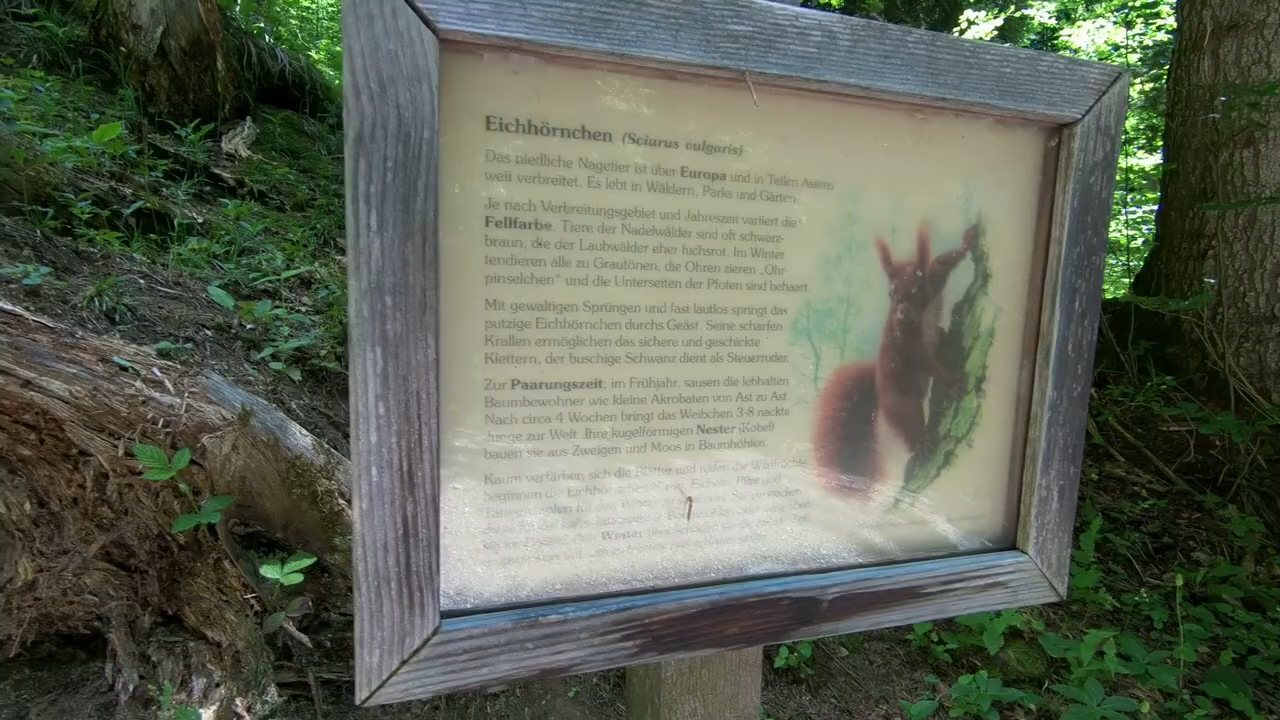 Eichhörnchen (Sciurus vulgaris)
Das niedliche Nagetier ist über Europa und in Teilen Asiens
weit verbreitet. Es lebt in Wäldern, Parks und Gärten.
Je nach Verbreitungsgebiet und Jahreszeit variiert die
Fellfarbe. Tiere der Nadelwälder sind oft schwarz-
braun, die der Laubwälder eher fuchsrot. Im Winter
tendieren alle zu Grautönen, die Ohren zieren „Ohr-
pinselchen“ und die Unterseiten der Pfoten sind behaart.
Mit gewaltigen Sprüngen und fast lautlos springt das
putzige Eichhörnchen durchs Geäst. Seine scharfen
Krallen ermöglichen das sichere und geschickte
Klettern, der buschige Schwanz dient als Steuerruder.
Zur Paarungszeit, im Frühjahr, sausen die lebhaften
Baumbewohner wie kleine Akrobaten von Ast zu Ast.
Nach circa 4 Wochen bringt das Weibchen 3-8 nackte
Junge zur Welt. Ihre kugelförmigen Nester (Kobel)
bauen sie aus Zweigen und Moos in Baumhöhlen.
Kaum verfärben sich die Blätter und reifen die Waldfrüchte
beginnen die Eichhörnchen Nüsse, Eicheln, Pilze und
für den
Winter